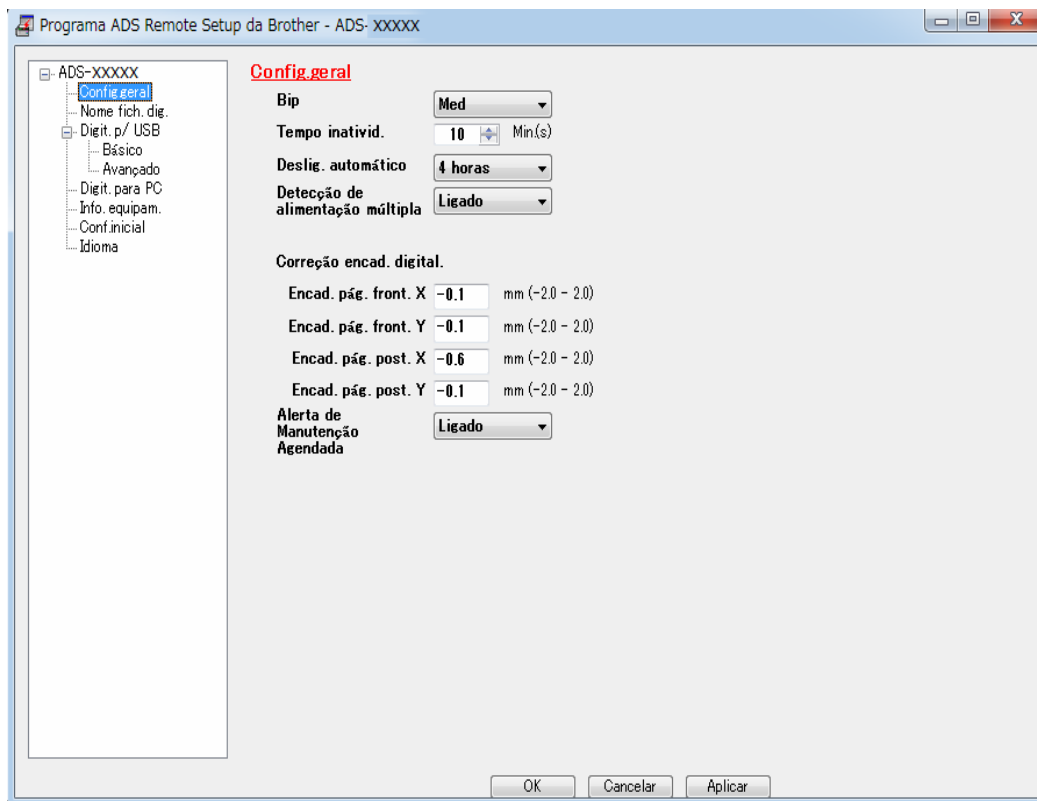 Programa ADS Remote Setup da Brother - ADS- XXXXX
ADS-XXXXX
Config.geral
Nome fich. dig.
Digit. p/ USB
Básico
Avançado
Digit. para PC
Info. equipam.
Conf.inicial
Idioma
Config.geral
Bip Med
Tempo inativid. 10 Min.(s)
Deslig. automático 4 horas
Detecção de
alimentação múltipla Ligado
Correção encad. digital.
Encad. pág. front. X -0.1 mm (-2.0 - 2.0)
Encad. pág. front. Y -0.1 mm (-2.0 - 2.0)
Encad. pág. post. X -0.6 mm (-2.0 - 2.0)
Encad. pág. post. Y -0.1 mm (-2.0 - 2.0)
Alerta de
Manutenção Ligado
Agendada
OK Cancelar Aplicar